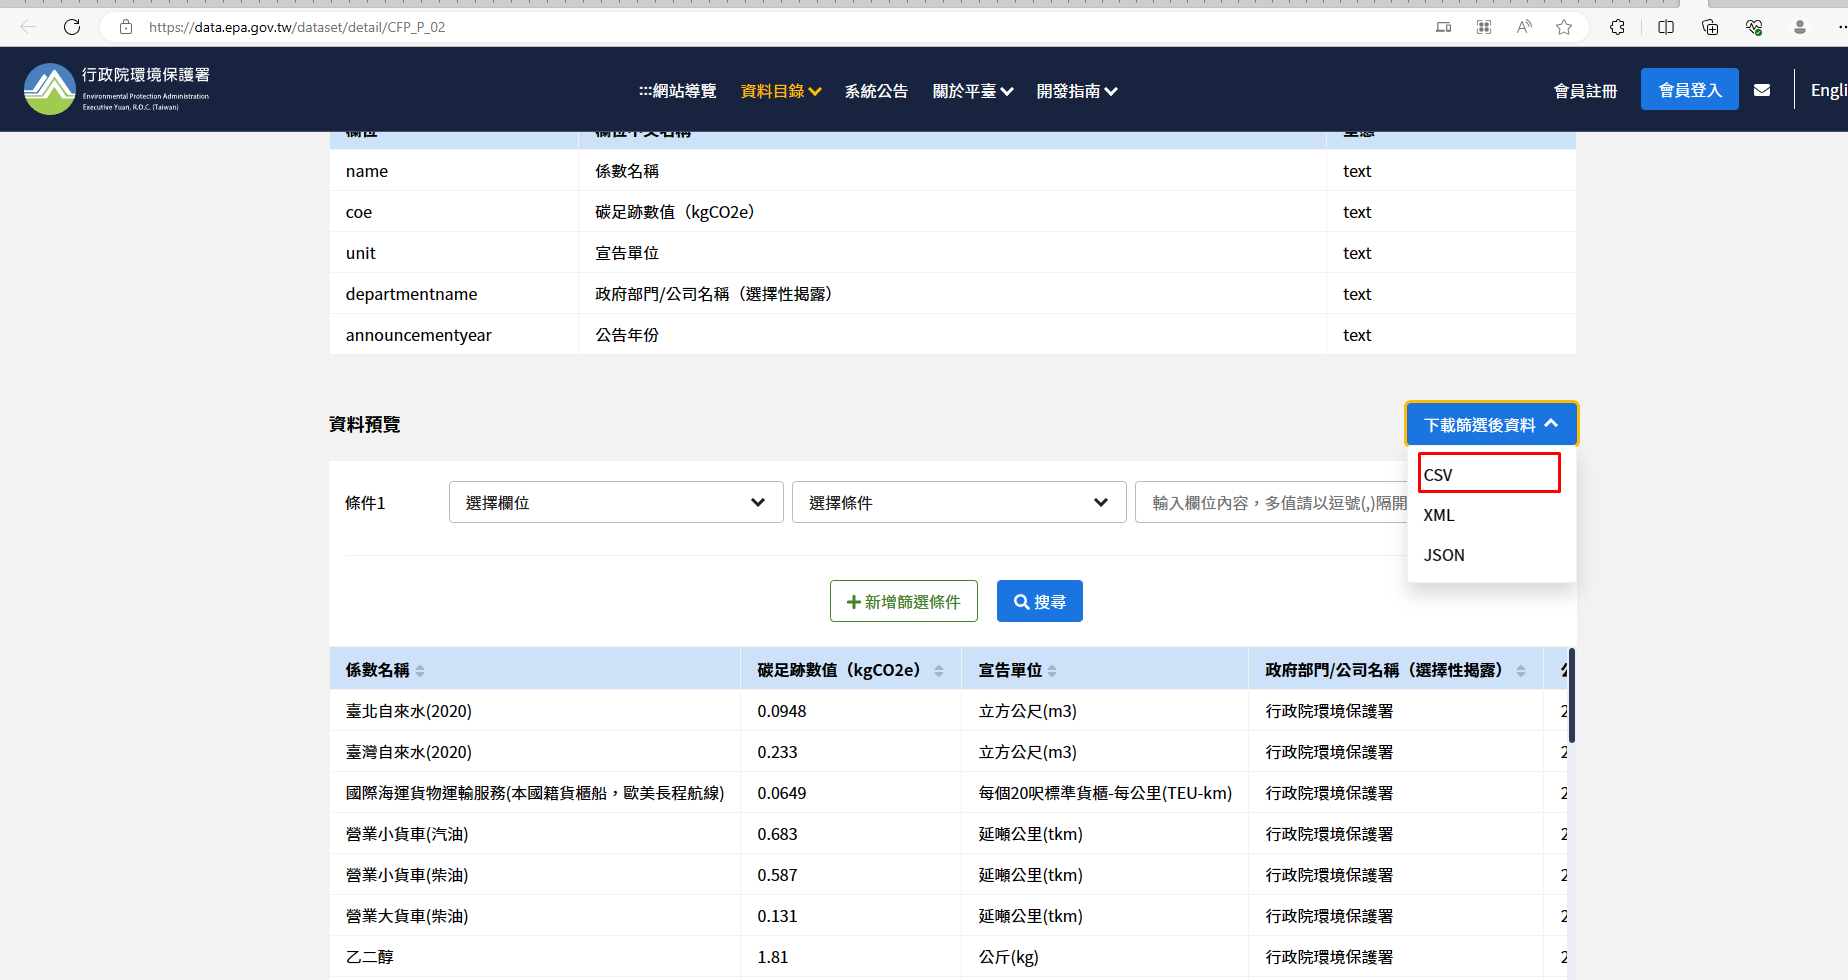 https://data.epa.gov.tw/dataset/detail/CFP_P_02
行政院環境保護署
Environmental Protection Administration
Executive Yuan, R.O.C. (Taiwan)
:::網站導覽 資料目錄 系統公告 關於平臺 開發指南 會員註冊 會員登入 Engli
欄位 欄位中文名稱 型態
name 係數名稱 text
coe 碳足跡數值（kgCO2e） text
unit 宣告單位 text
departmentname 政府部門/公司名稱（選擇性揭露） text
announcementyear 公告年份 text
資料預覽 下載篩選後資料
CSV
XML
JSON
條件1 選擇欄位 選擇條件 輸入欄位內容，多值請以逗號(,)隔開
新增篩選條件 搜尋
係數名稱 碳足跡數值（kgCO2e） 宣告單位 政府部門/公司名稱（選擇性揭露）
臺北自來水(2020) 0.0948 立方公尺(m3) 行政院環境保護署 2
臺灣自來水(2020) 0.233 立方公尺(m3) 行政院環境保護署 2
國際海運貨物運輸服務(本國籍貨櫃船，歐美長程航線) 0.0649 每個20呎標準貨櫃-每公里(TEU-km) 行政院環境保護署 2
營業小貨車(汽油) 0.683 延噸公里(tkm) 行政院環境保護署 2
營業小貨車(柴油) 0.587 延噸公里(tkm) 行政院環境保護署 2
營業大貨車(柴油) 0.131 延噸公里(tkm) 行政院環境保護署 2
乙二醇 1.81 公斤(kg) 行政院環境保護署 2